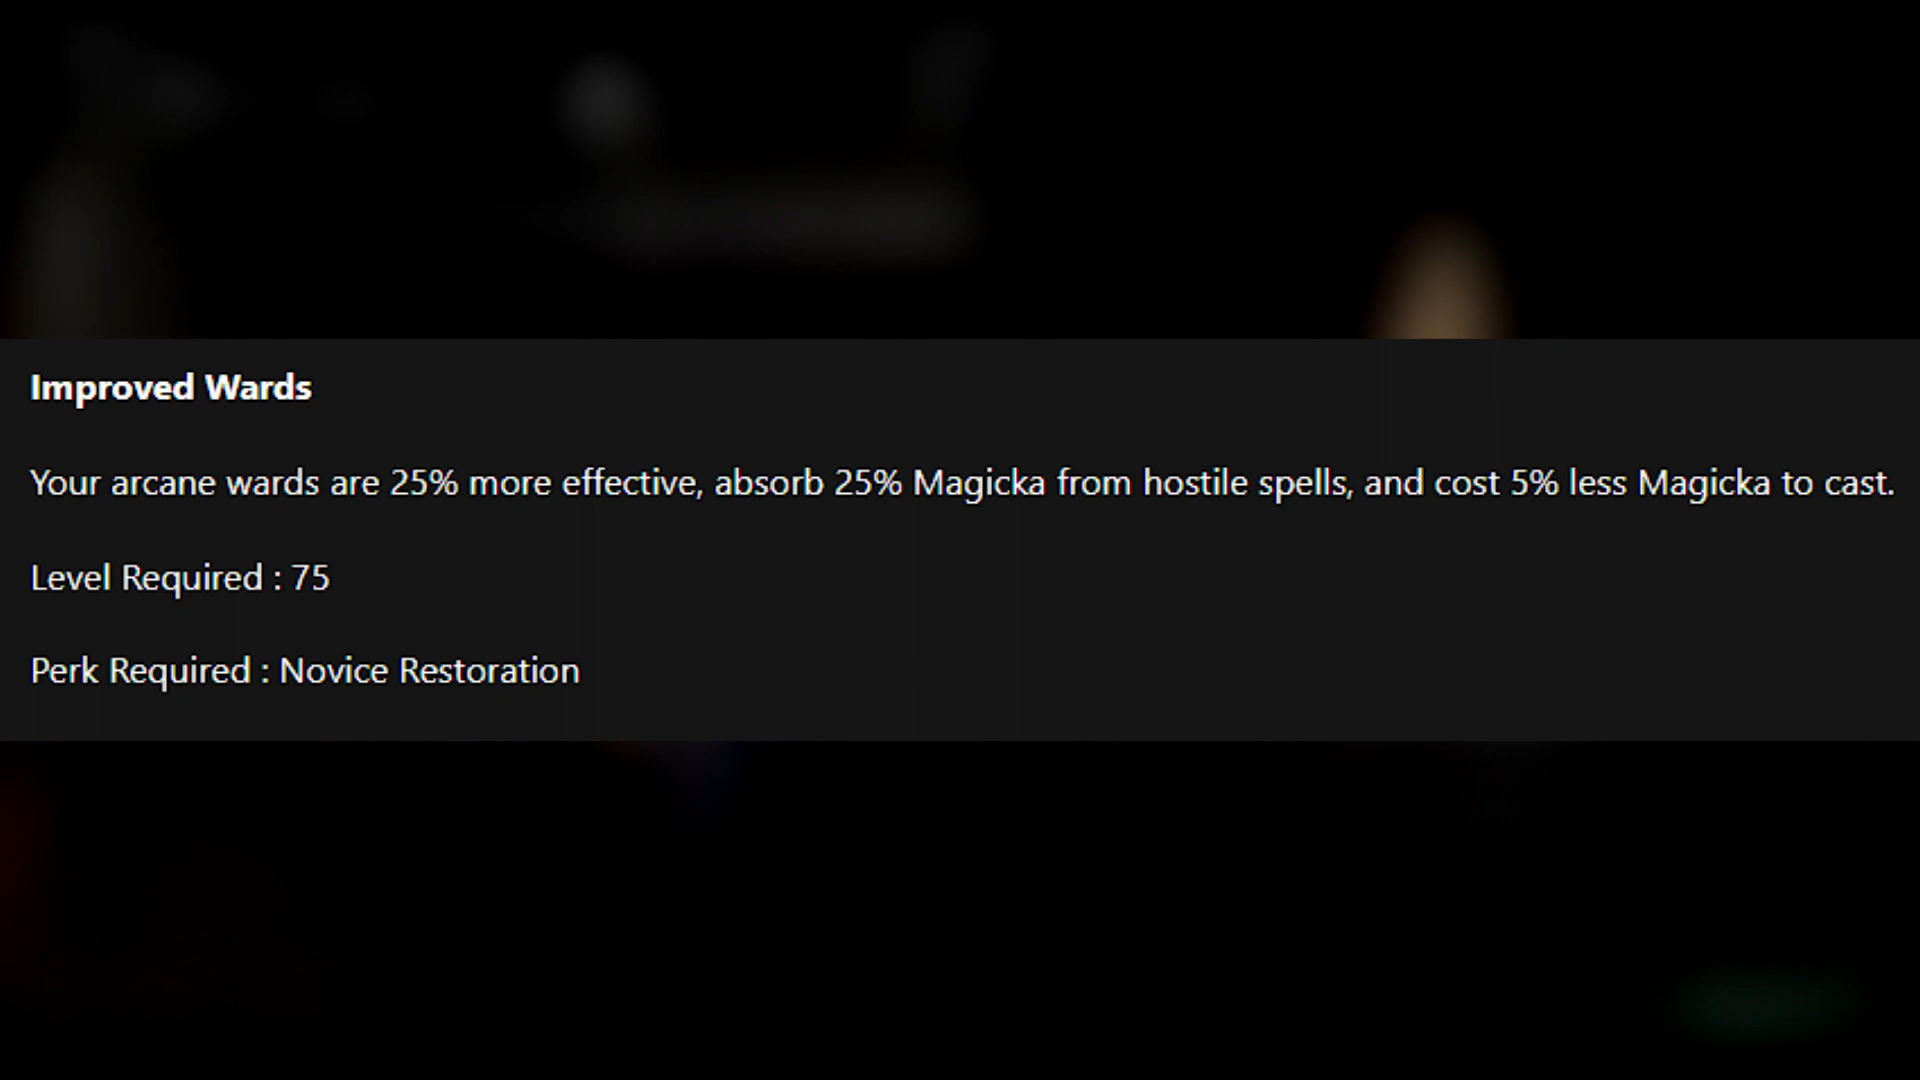 Improved Wards
Your arcane wards are 25% more effective, absorb 25% Magicka from hostile spells, and cost 5% less Magicka to cast.
Level Required : 75
Perk Required : Novice Restoration